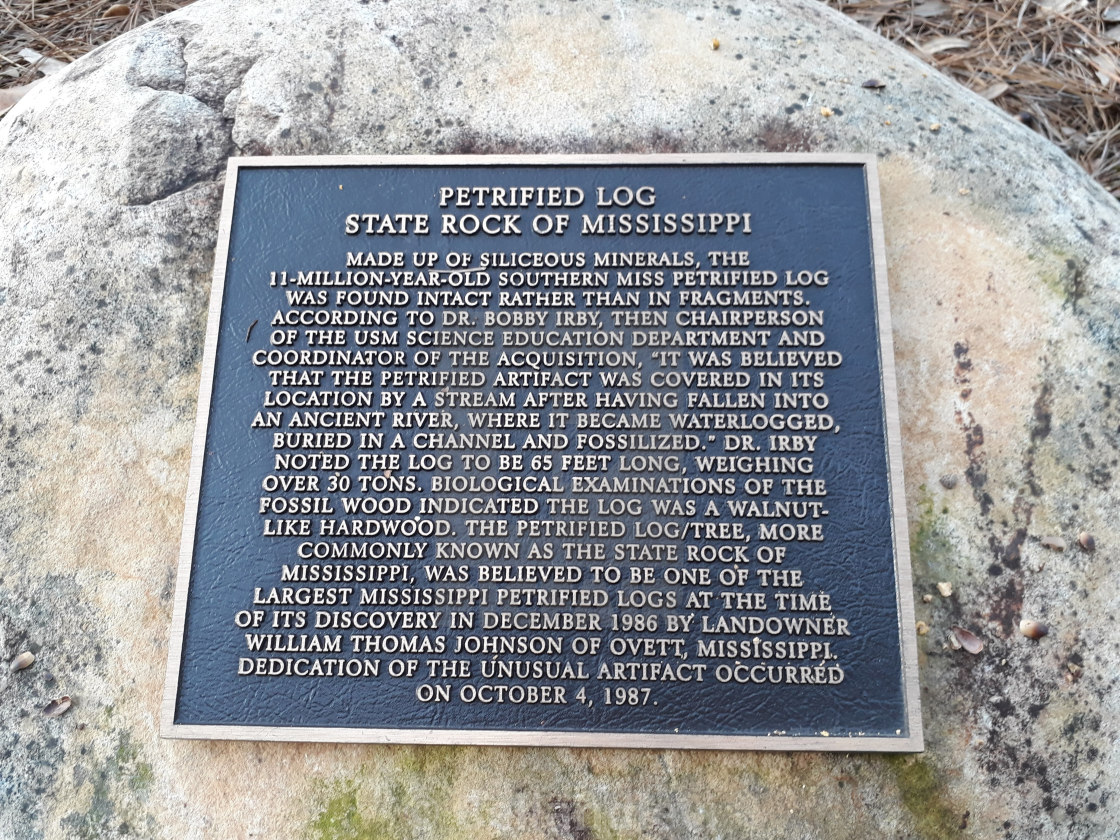 PETRIFIED LOG
STATE ROCK OF MISSISSIPPI
MADE UP OF SILICEOUS MINERALS, THE
11-MILLION-YEAR-OLD SOUTHERN MISS PETRIFIED LOG
WAS FOUND INTACT RATHER THAN IN FRAGMENTS.
ACCORDING TO DR. BOBBY IRBY, THEN CHAIRPERSON
OF THE USM SCIENCE EDUCATION DEPARTMENT AND
COORDINATOR OF THE ACQUISITION, "IT WAS BELIEVED
THAT THE PETRIFIED ARTIFACT WAS COVERED IN ITS
LOCATION BY A STREAM AFTER HAVING FALLEN INTO
AN ANCIENT RIVER, WHERE IT BECAME WATERLOGGED,
BURIED IN A CHANNEL AND FOSSILIZED." DR. IRBY
NOTED THE LOG TO BE 65 FEET LONG, WEIGHING
OVER 30 TONS. BIOLOGICAL EXAMINATIONS OF THE
FOSSIL WOOD INDICATED THE LOG WAS A WALNUT-
LIKE HARDWOOD. THE PETRIFIED LOG/TREE, MORE
COMMONLY KNOWN AS THE STATE ROCK OF
MISSISSIPPI, WAS BELIEVED TO BE ONE OF THE
LARGEST MISSISSIPPI PETRIFIED LOGS AT THE TIME
OF ITS DISCOVERY IN DECEMBER 1986 BY LANDOWNER
WILLIAM THOMAS JOHNSON OF OVETT, MISSISSIPPI.
DEDICATION OF THE UNUSUAL ARTIFACT OCCURRED
ON OCTOBER 4, 1987.